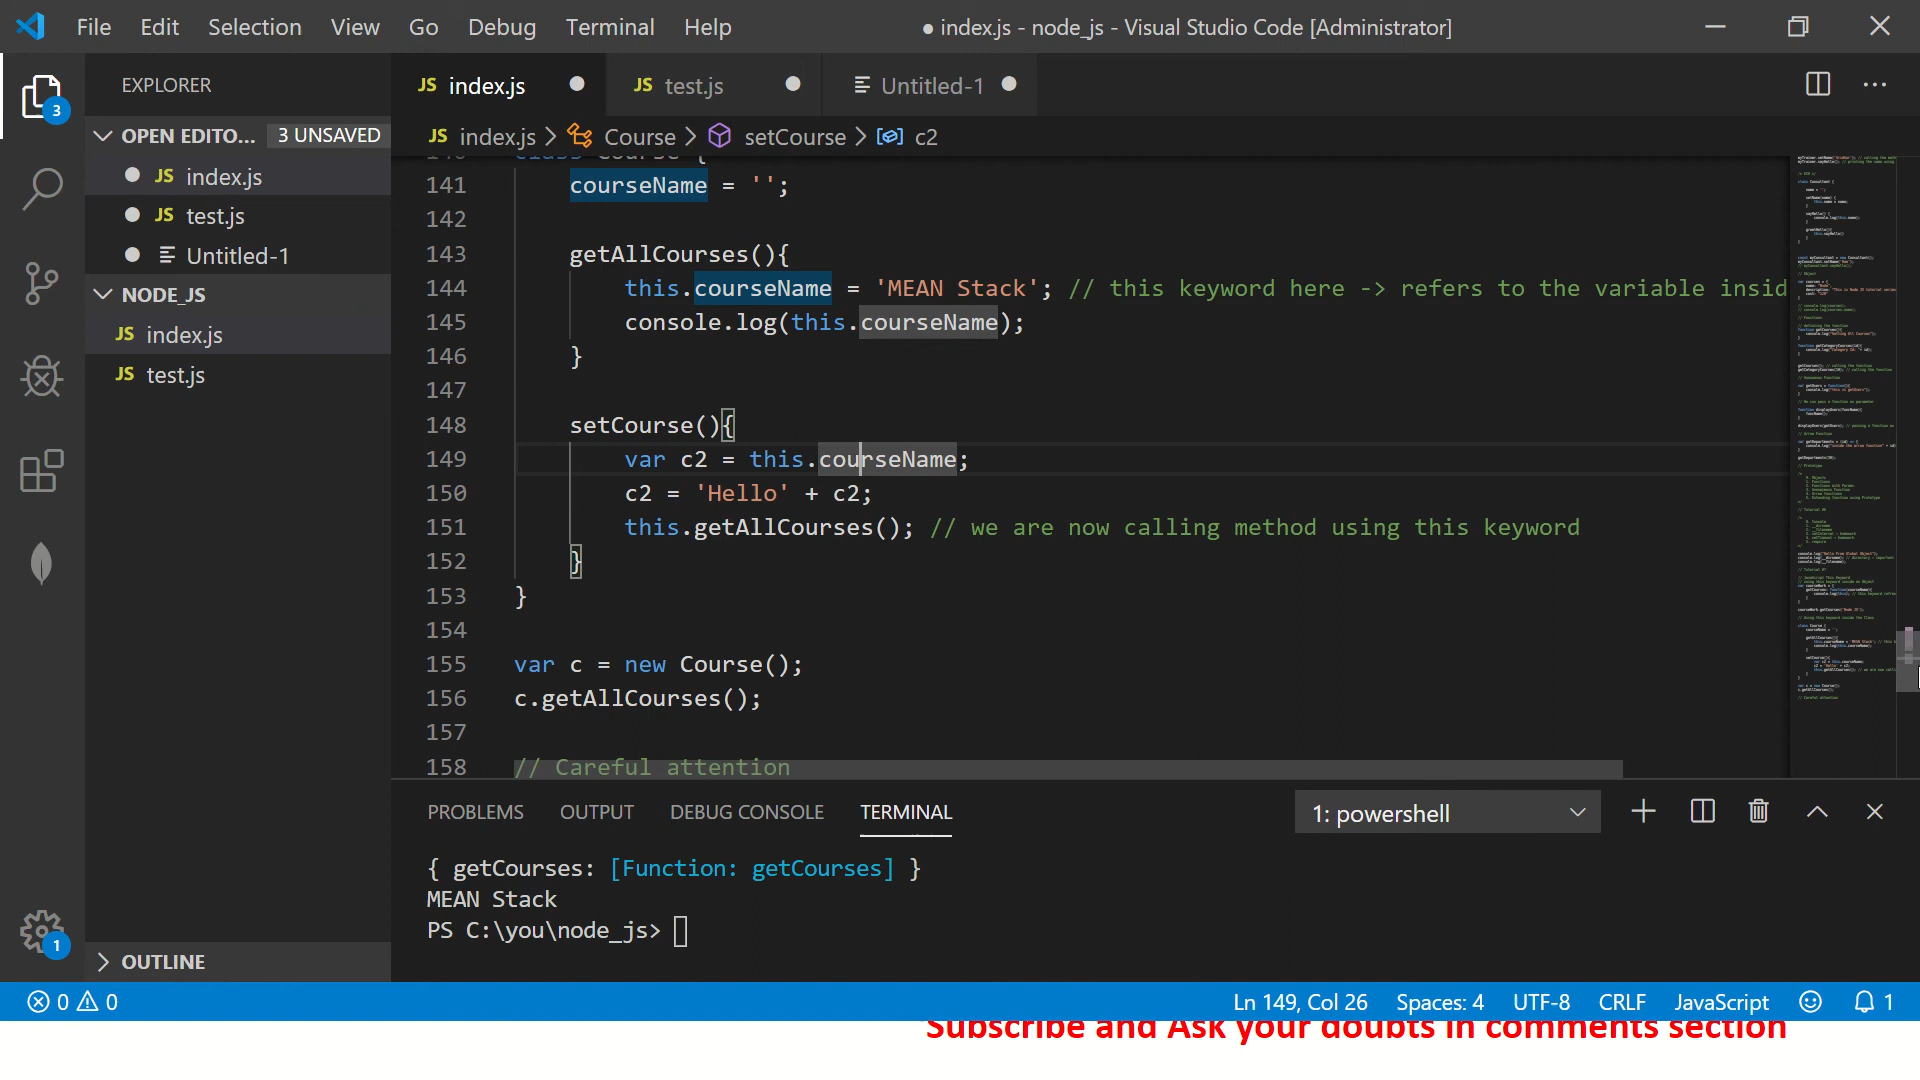 File Edit Selection View Go Debug Terminal Help ● index.js - node_js - Visual Studio Code [Administrator]
EXPLORER
JS index.js
JS test.js
Untitled-1
OPEN EDITO... 3 UNSAVED
JS index.js > Course > setCourse > c2
3
JS index.js
JS test.js
Untitled-1
NODE_JS
JS index.js
JS test.js
141 courseName = '';
142
143 getAllCourses(){
144 this.courseName = 'MEAN Stack'; // this keyword here -> refers to the variable insid
145 console.log(this.courseName);
146 }
147
148 setCourse(){
149 var c2 = this.courseName;
150 c2 = 'Hello' + c2;
151 this.getAllCourses(); // we are now calling method using this keyword
152 }
153 }
154
155 var c = new Course();
156 c.getAllCourses();
157
158 // Careful attention
PROBLEMS OUTPUT DEBUG CONSOLE TERMINAL 1: powershell
{ getCourses: [Function: getCourses] }
MEAN Stack
PS C:\you\node_js>
1
OUTLINE
0 0 Ln 149, Col 26 Spaces: 4 UTF-8 CRLF JavaScript 1
Subscribe and Ask your doubts in comments section